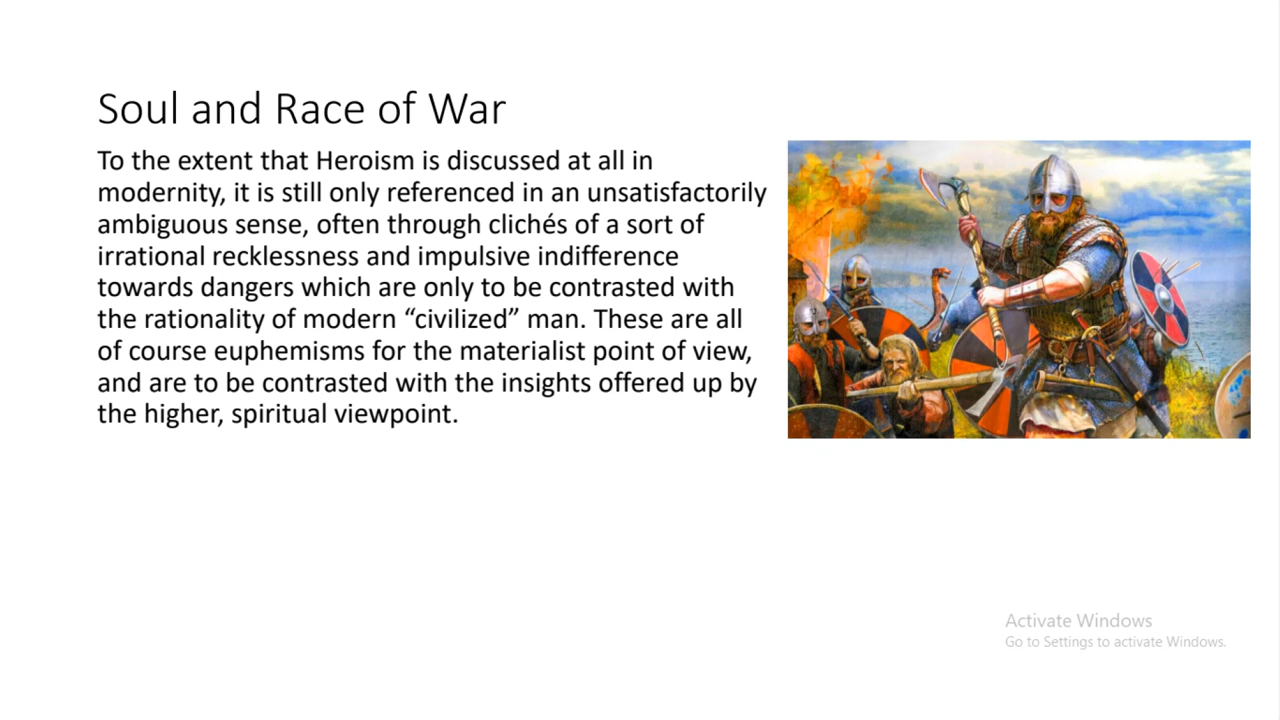 Soul and Race of War
To the extent that Heroism is discussed at all in
modernity, it is still only referenced in an unsatisfactorily
ambiguous sense, often through clichés of a sort of
irrational recklessness and impulsive indifference
towards dangers which are only to be contrasted with
the rationality of modern “civilized” man. These are all
of course euphemisms for the materialist point of view,
and are to be contrasted with the insights offered up by
the higher, spiritual viewpoint.
Activate Windows
Go to Settings to activate Windows.